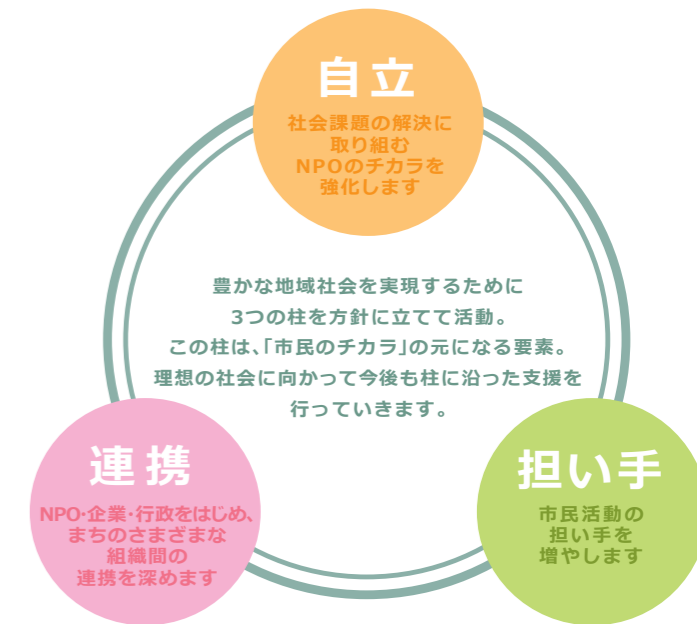 自立
社会課題の解決に
取り組む
NPOのチカラを
強化します
豊かな地域社会を実現するために
3つの柱を方針に立てて活動。
この柱は、「市民のチカラ」の元になる要素。
理想の社会に向かって今後も柱に沿った支援を
行っていきます。
連携
NPO・企業・行政をはじめ、
まちのさまざまな
組織間の
連携を深めます
担い手
市民活動の
担い手を
増やします